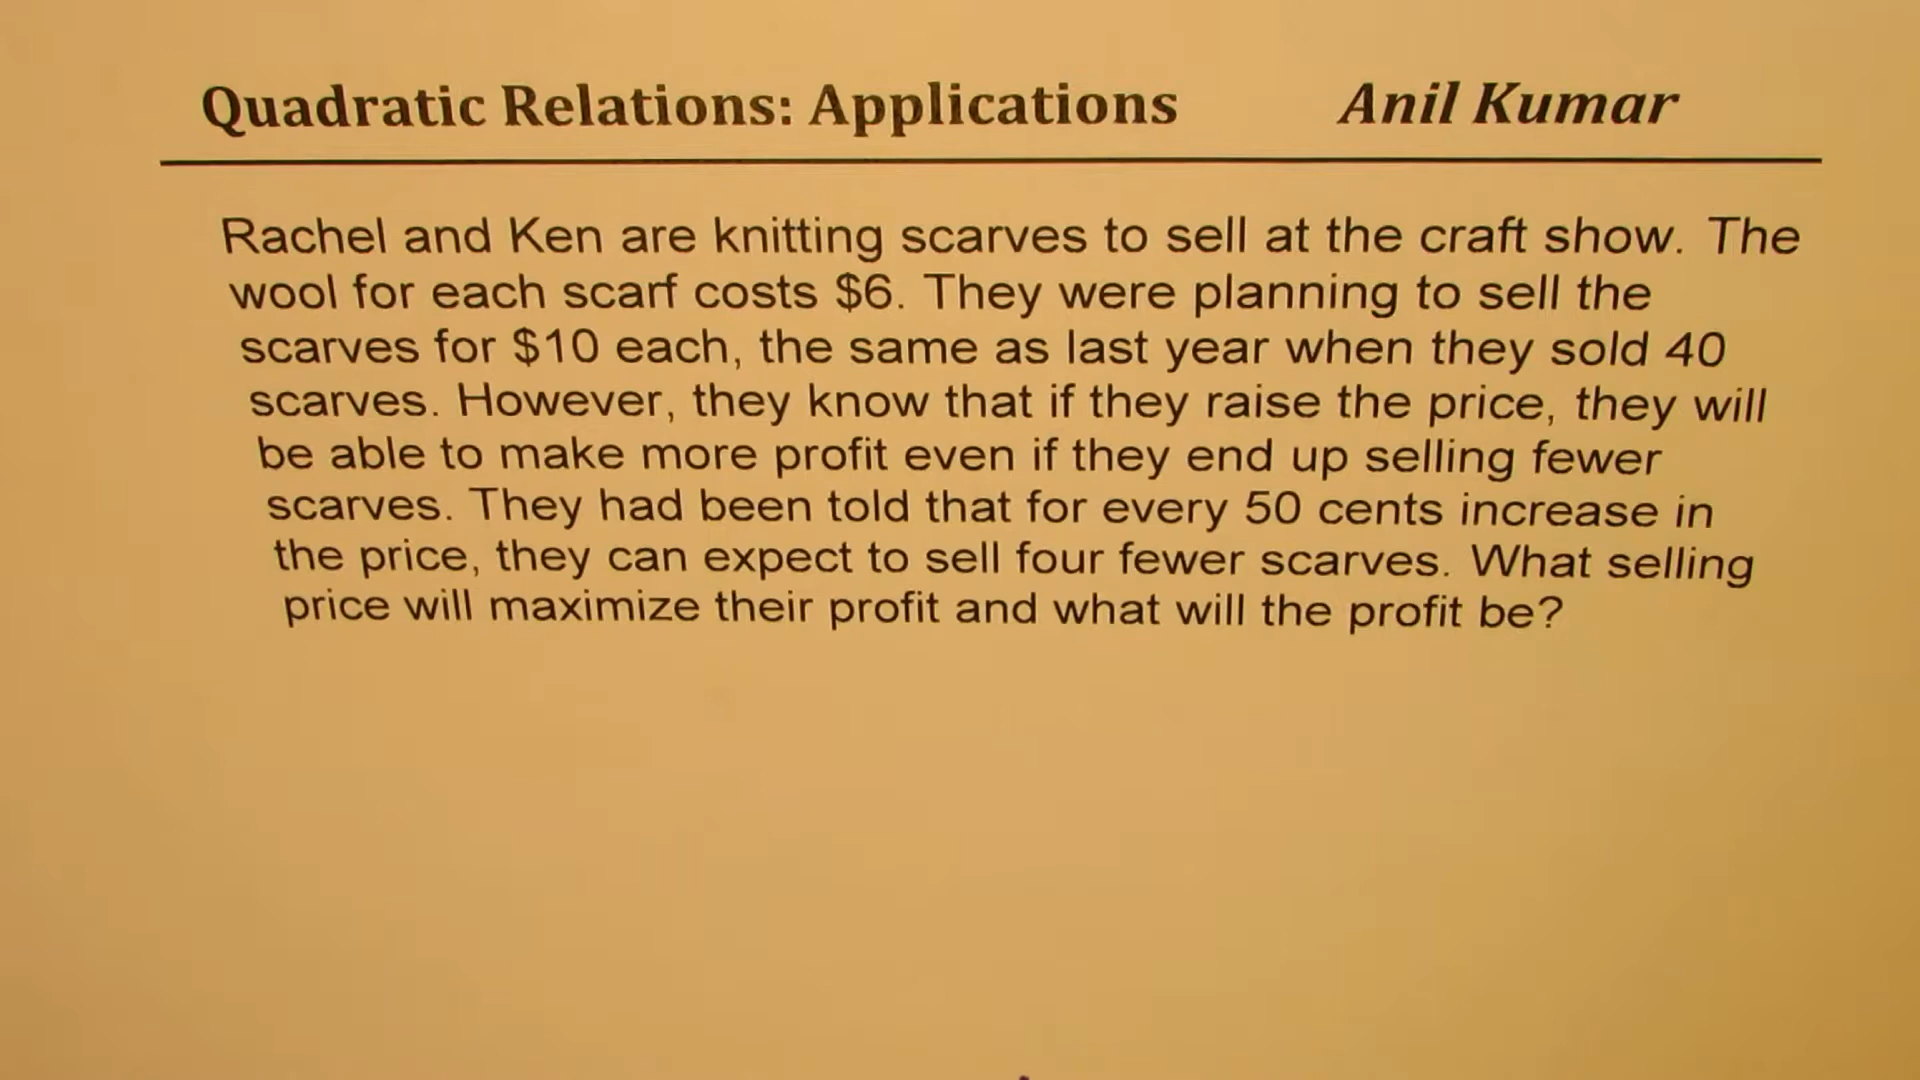 Quadratic Relations: Applications Anil Kumar
Rachel and Ken are knitting scarves to sell at the craft show. The
wool for each scarf costs $6. They were planning to sell the
scarves for $10 each, the same as last year when they sold 40
scarves. However, they know that if they raise the price, they will
be able to make more profit even if they end up selling fewer
scarves. They had been told that for every 50 cents increase in
the price, they can expect to sell four fewer scarves. What selling
price will maximize their profit and what will the profit be?